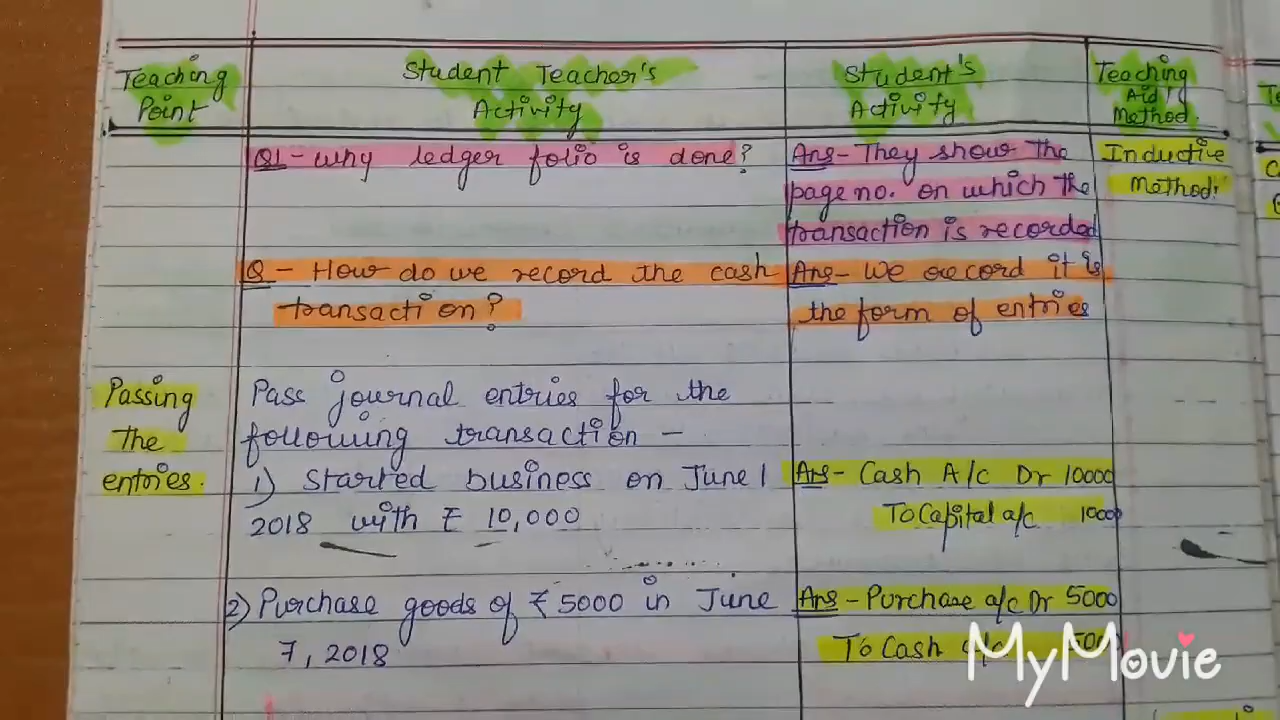 Teaching Point
Student Teacher's Activity
Student's Activity
Teaching Aid/ Method.
Q1- Why ledger folio is done?
Ans- They show the
page no. on which the
transaction is recorded
Inductive
Method.
Q - How do we record the cash
transaction?
Ans- We record it is
the form of entries
Passing
the
entries.
Pass journal entries for the
following transaction -
1) Started business on June 1
2018 with ₹ 10,000
Ans- Cash A/c Dr 10000
To Capital a/c 1000
2) Purchase goods of ₹ 5000 in June
7, 2018
Ans- Purchase a/c Dr 5000
To Cash a/c 500
MyMovie